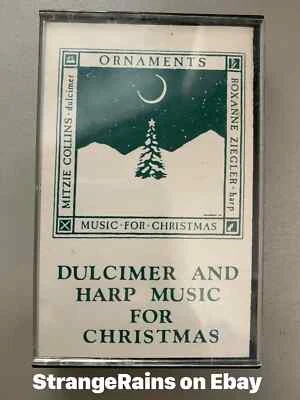 ORNAMENTS
MITZIE COLLINS · dulcimer
ROXANNE ZIEGLER · harp
MUSIC · FOR · CHRISTMAS
DULCIMER AND
HARP MUSIC
FOR
CHRISTMAS
StrangeRains on Ebay